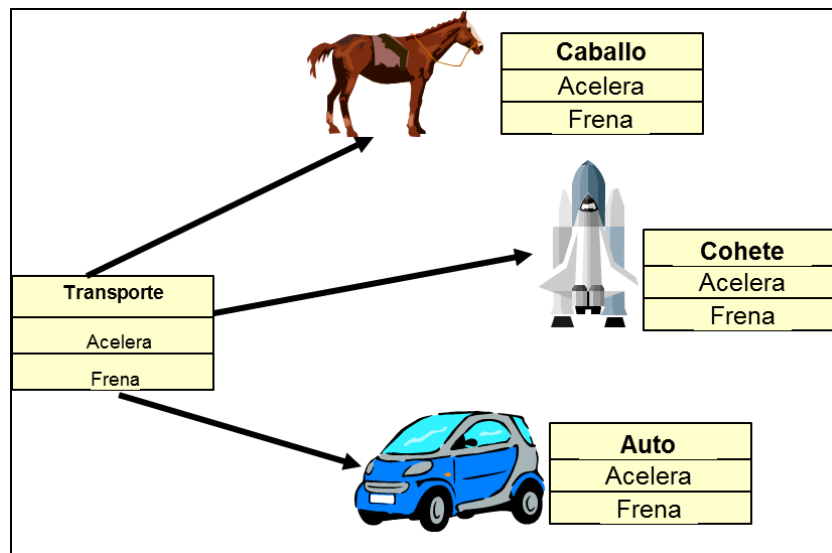 Caballo
Acelera
Frena
Cohete
Acelera
Frena
Transporte
Acelera
Frena
Auto
Acelera
Frena